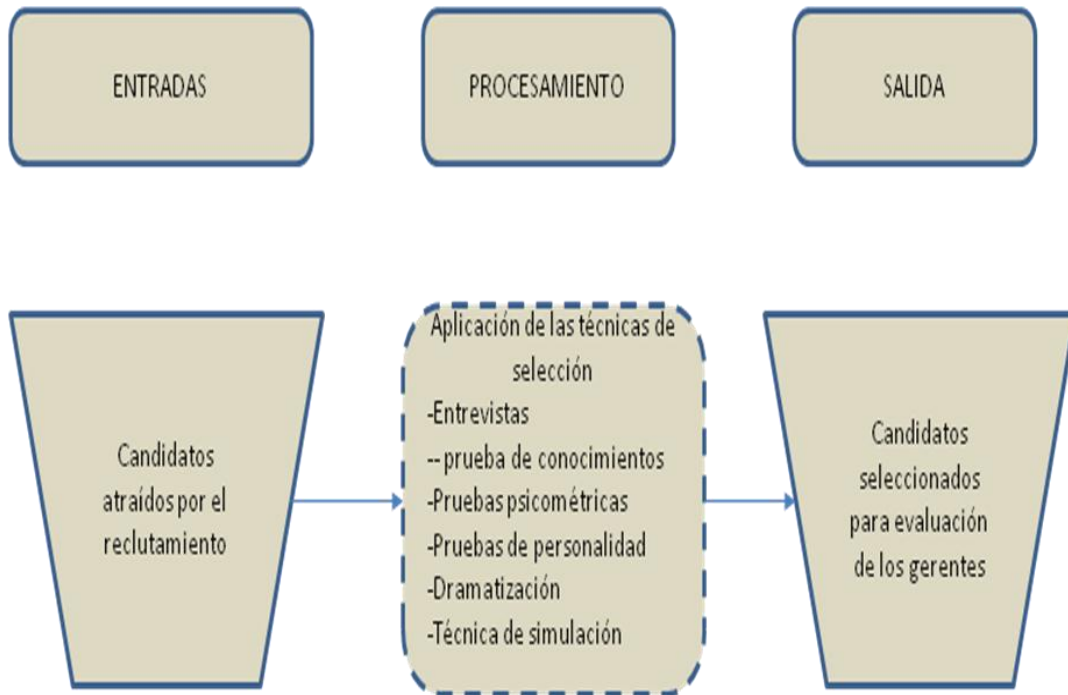 ENTRADAS
PROCESAMIENTO
SALIDA
Candidatos
atraídos por el
reclutamiento
Aplicación de las técnicas de
selección
-Entrevistas
-- prueba de conocimientos
-Pruebas psicométricas
-Pruebas de personalidad
-Dramatización
-Técnica de simulación
Candidatos
seleccionados
para evaluación
de los gerentes